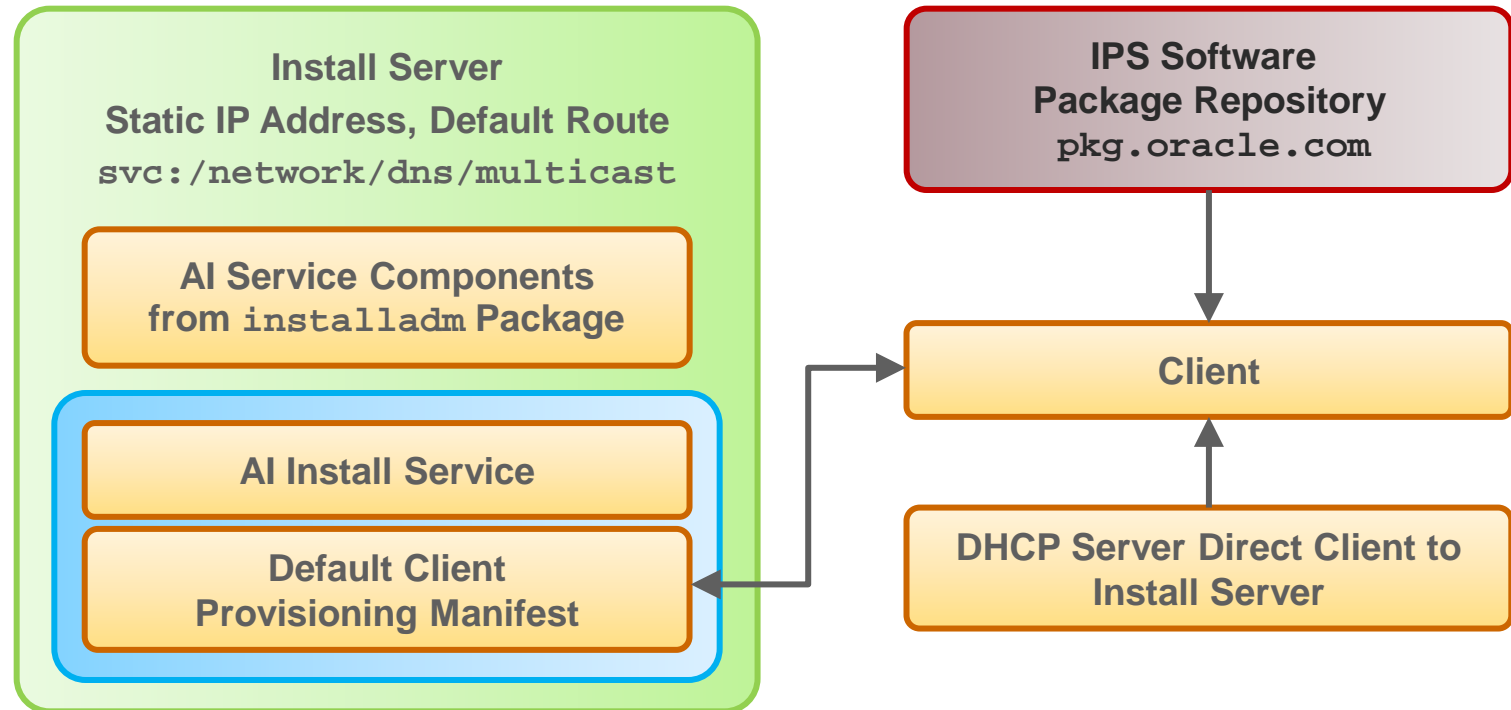 Install Server
Static IP Address, Default Route
svc:/network/dns/multicast
AI Service Components
from installadm Package
AI Install Service
Default Client
Provisioning Manifest
IPS Software
Package Repository
pkg.oracle.com
Client
DHCP Server Direct Client to
Install Server